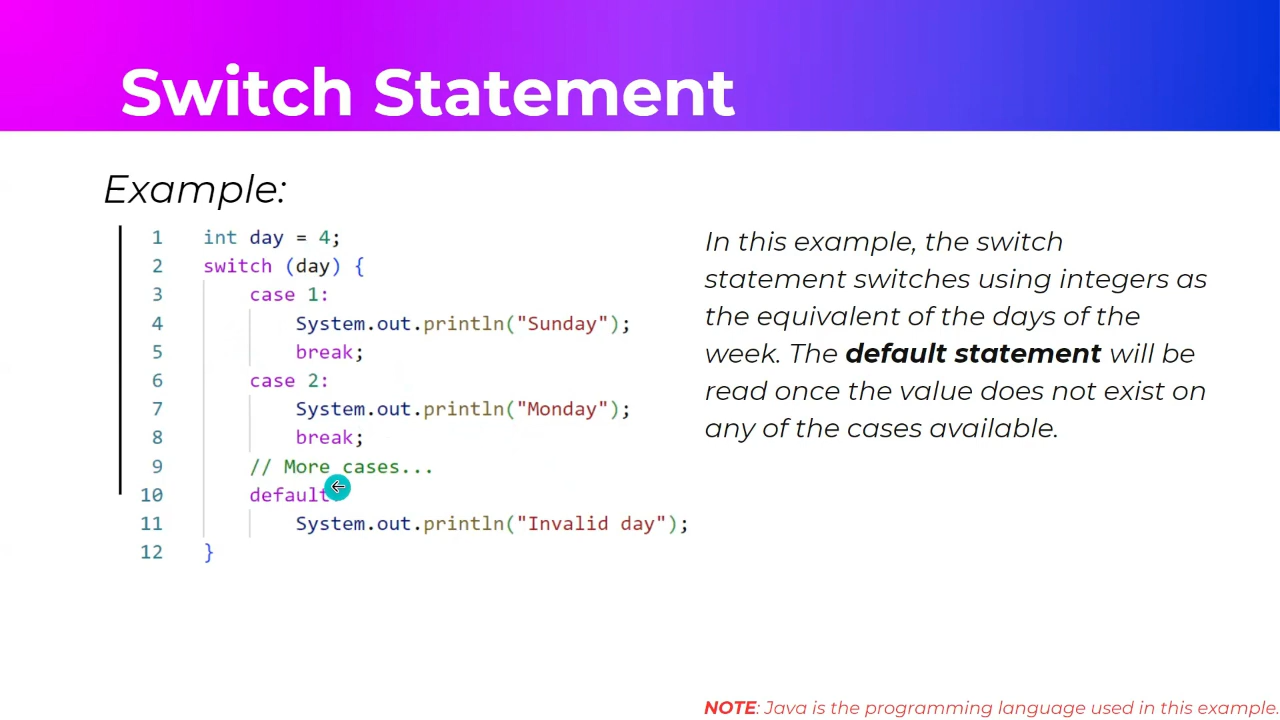 Switch Statement
Example:
1 int day = 4;
2 switch (day) {
3 case 1:
4 System.out.println("Sunday");
5 break;
6 case 2:
7 System.out.println("Monday");
8 break;
9 // More cases...
10 default
11 System.out.println("Invalid day");
12 }
In this example, the switch
statement switches using integers as
the equivalent of the days of the
week. The default statement will be
read once the value does not exist on
any of the cases available.
NOTE: Java is the programming language used in this example.